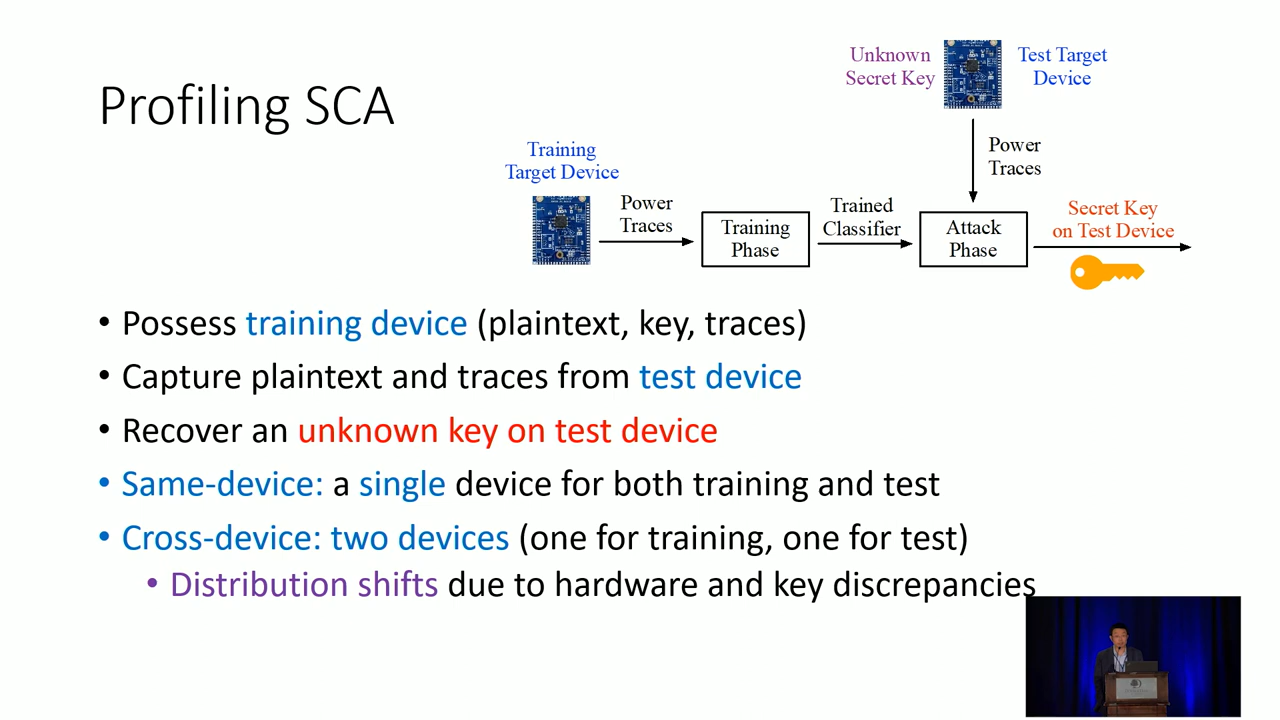 Profiling SCA
Unknown
Secret Key
Test Target
Device
Power
Traces
Training
Target Device
Power
Traces
Training
Phase
Trained
Classifier
Attack
Phase
Secret Key
on Test Device
• Possess training device (plaintext, key, traces)
• Capture plaintext and traces from test device
• Recover an unknown key on test device
• Same-device: a single device for both training and test
• Cross-device: two devices (one for training, one for test)
• Distribution shifts due to hardware and key discrepancies